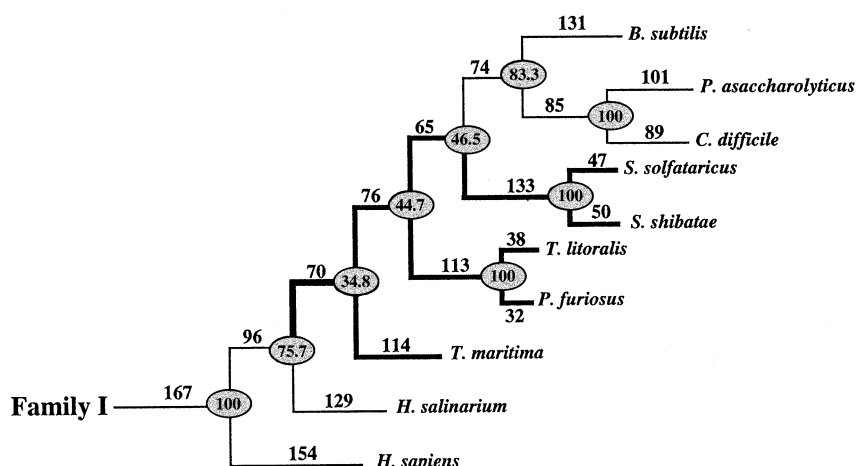 131 B. subtilis
74 83.3
101 P. asaccharolyticus
85 100
65 46.5 89 C. difficile
47 S. solfataricus
76 133 100
44.7 50 S. shibatae
38 T. litoralis
70 113 100
34.8 P. furiosus
32
96 75.7 114 T. maritima
Family I 167 100 129 H. salinarium
154 H. sapiens